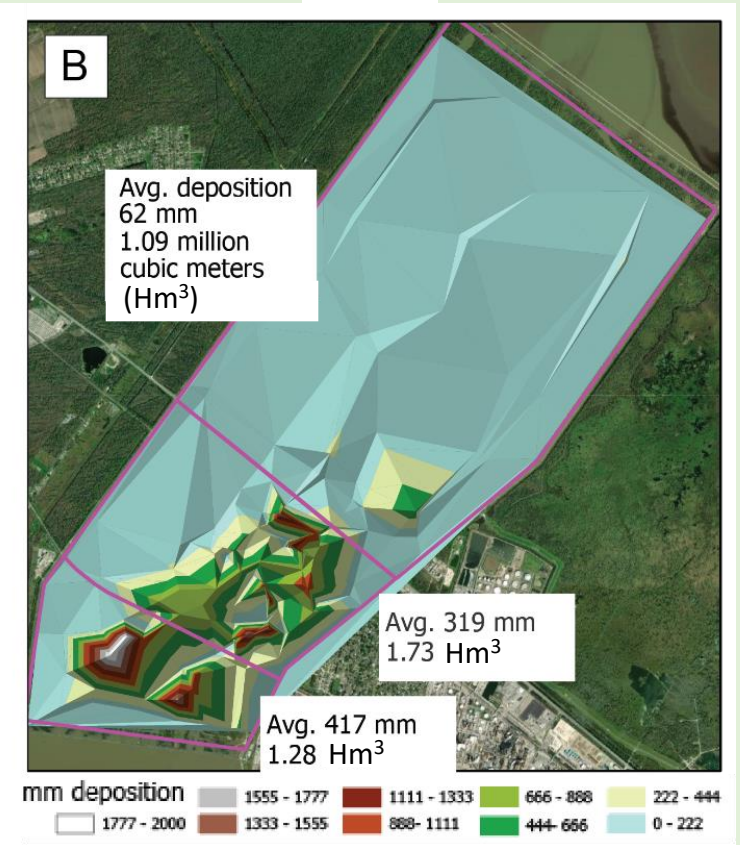 B
Avg. deposition
62 mm
1.09 million
cubic meters
(Hm³)
Avg. 319 mm
1.73 Hm³
Avg. 417 mm
1.28 Hm³
mm deposition
1555 - 1777
1111 - 1333
666 - 888
222 - 444
1777 - 2000
1333 - 1555
888- 1111
444- 666
0 - 222